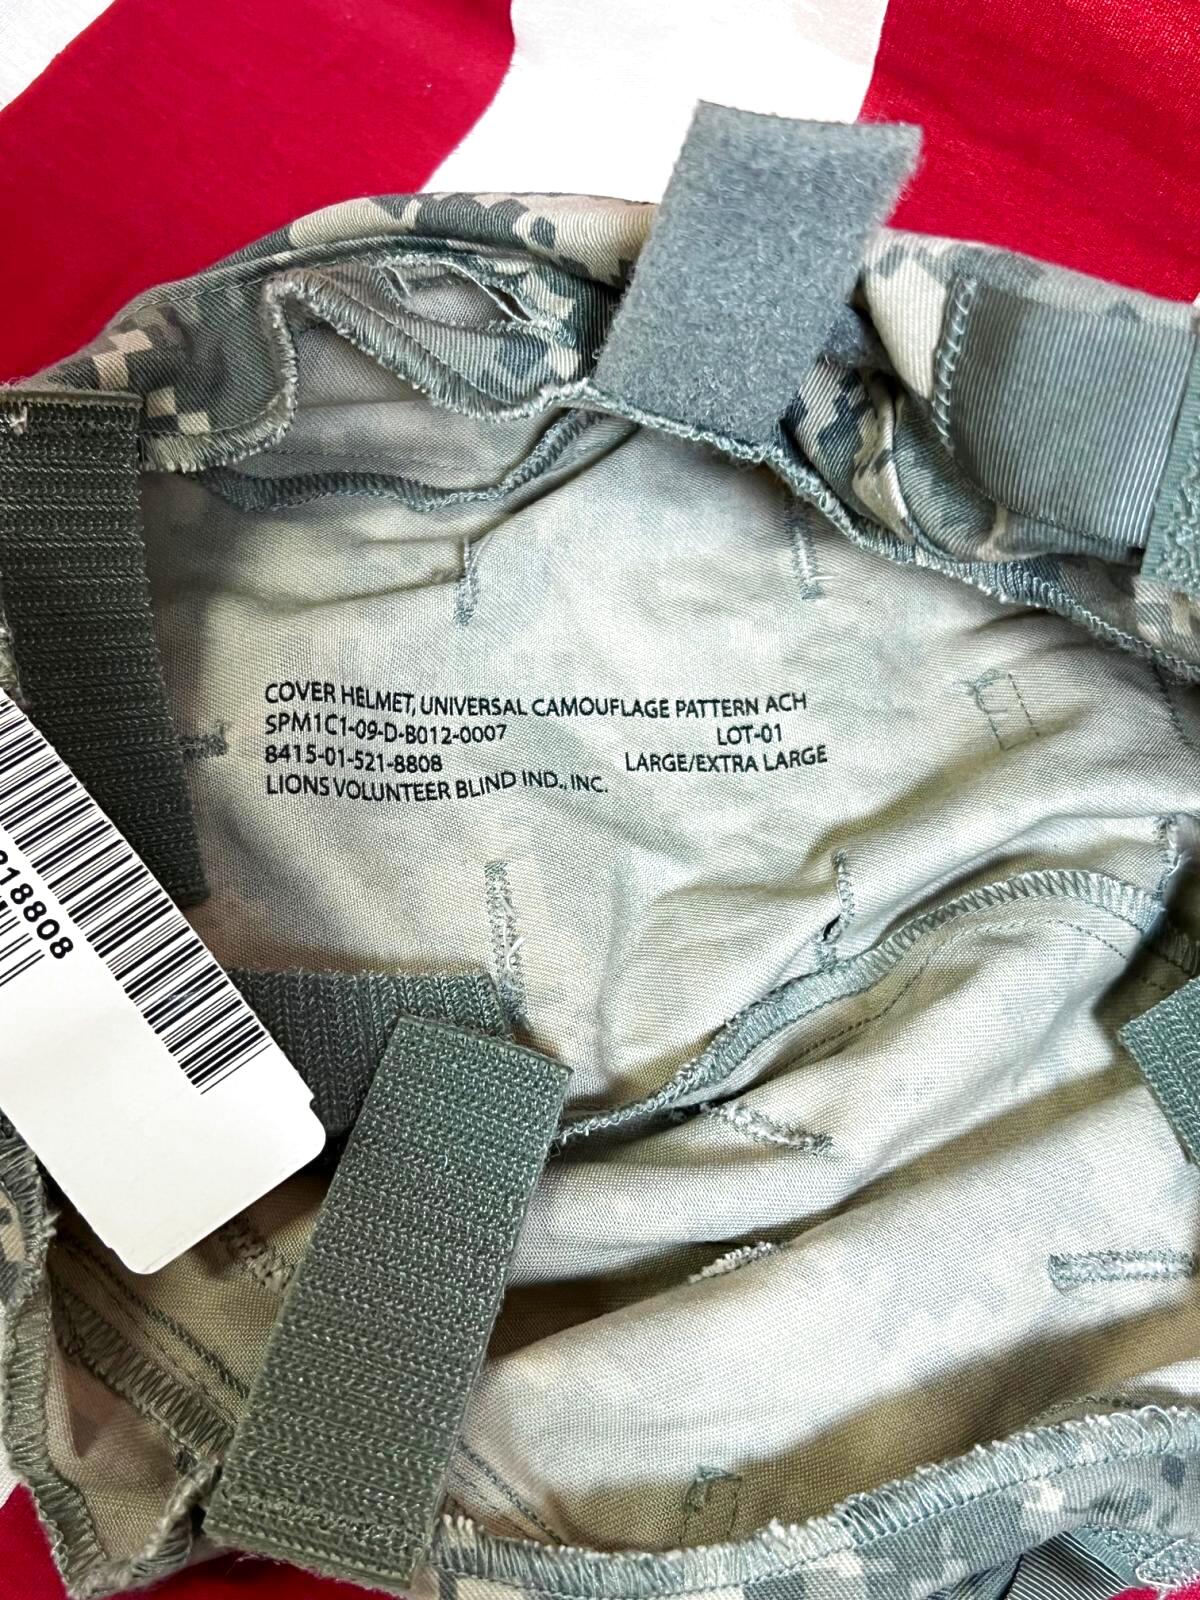 COVER HELMET, UNIVERSAL CAMOUFLAGE PATTERN ACH
SPM1C1-09-D-B012-0007 LOT-01
8415-01-521-8808 LARGE/EXTRA LARGE
LIONS VOLUNTEER BLIND IND., INC.
218808